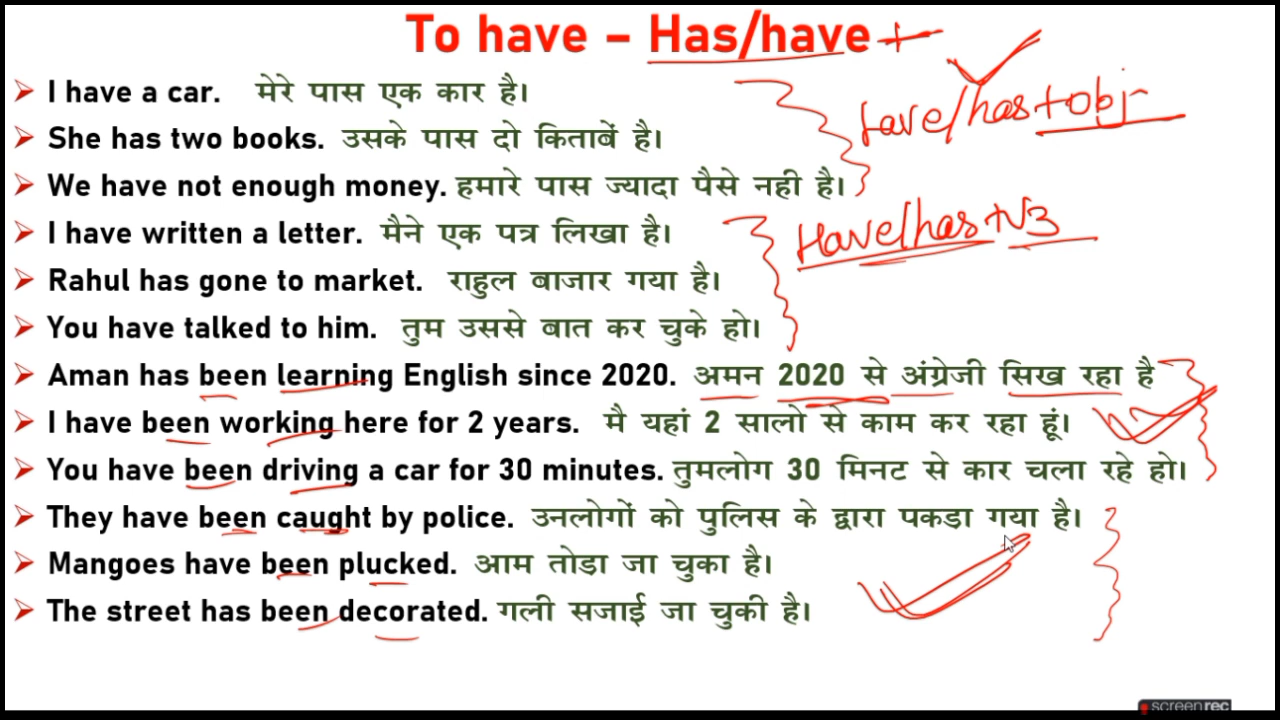 To have – Has/have +
➢ I have a car. मेरे पास एक कार है।
have/has + obj
➢ She has two books. उसके पास दो किताबें है।
➢ We have not enough money. हमारे पास ज्यादा पैसे नही है।
➢ I have written a letter. मैने एक पत्र लिखा है।
Have/has + V3
➢ Rahul has gone to market. राहुल बाजार गया है।
➢ You have talked to him. तुम उससे बात कर चुके हो।
➢ Aman has been learning English since 2020. अमन 2020 से अंग्रेजी सिख रहा है
➢ I have been working here for 2 years. मै यहां 2 सालो से काम कर रहा हूं।
➢ You have been driving a car for 30 minutes. तुमलोग 30 मिनट से कार चला रहे हो।
➢ They have been caught by police. उनलोगों को पुलिस के द्वारा पकड़ा गया है।
➢ Mangoes have been plucked. आम तोडा जा चुका है।
➢ The street has been decorated. गली सजाई जा चुकी है।
screenrec